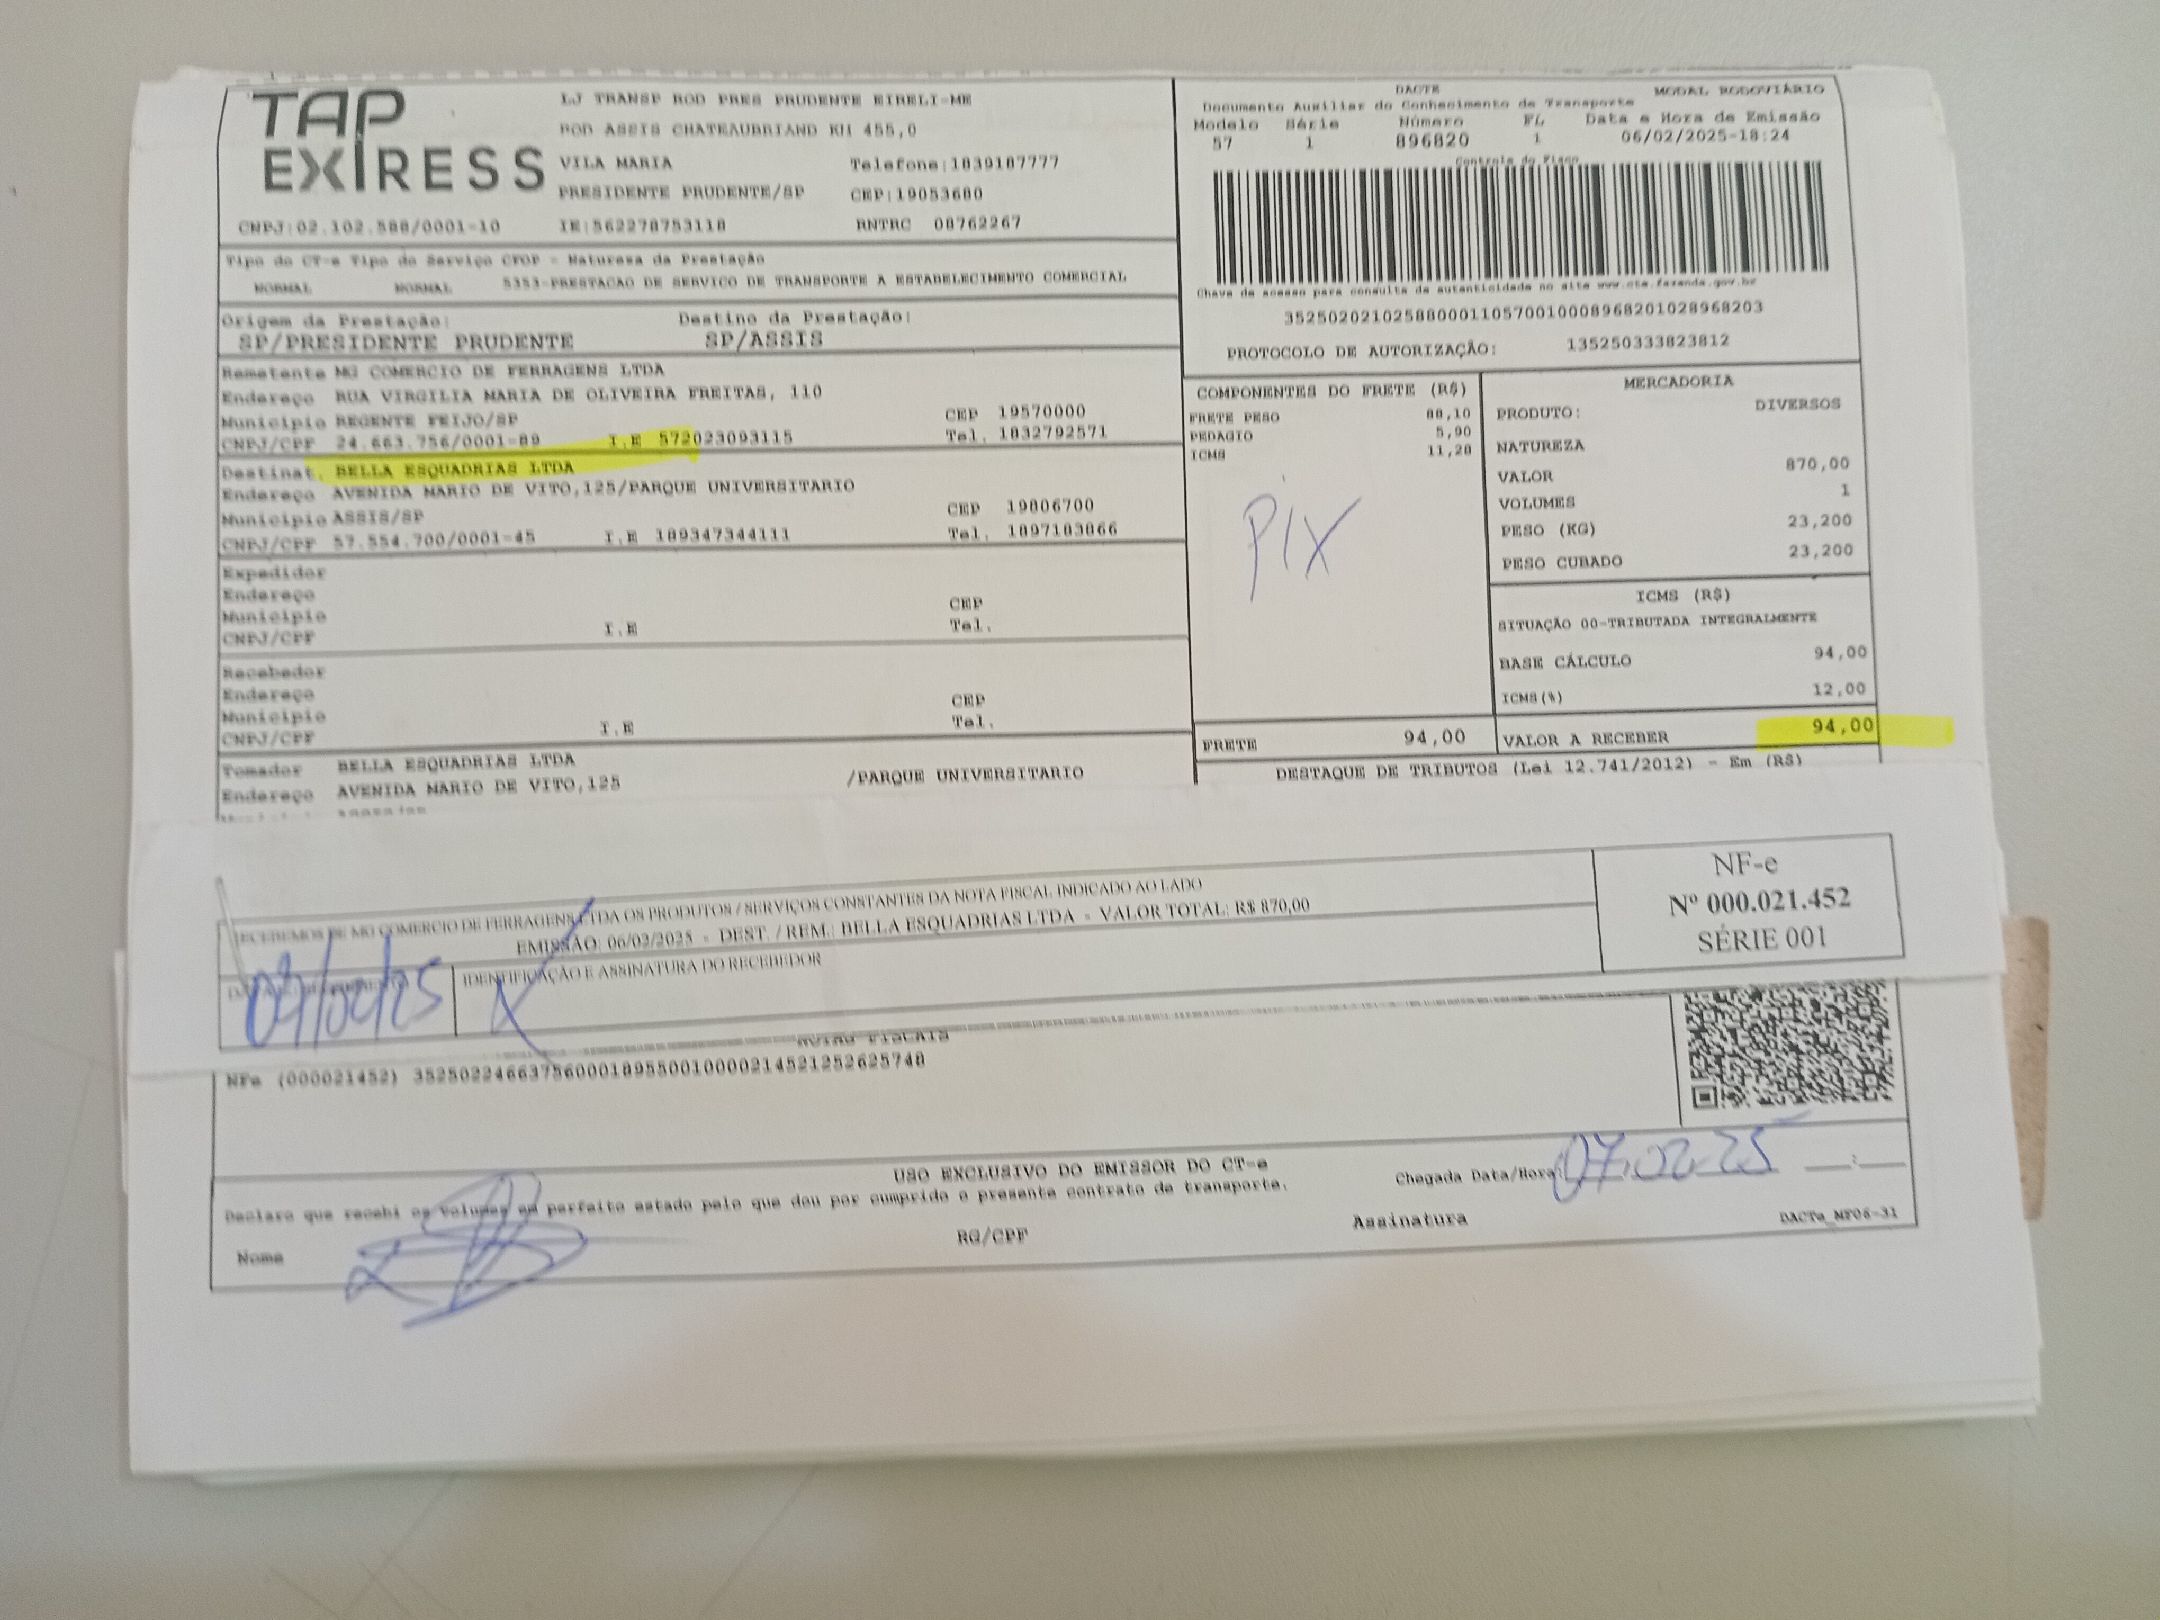 TAP
EXPRESS
LJ TRANSP ROD PRES PRUDENTE EIRELI-ME
ROD ASSIS CHATEAUBRIAND KM 455,0
VILA MARIA Telefone:1839187777
PRESIDENTE PRUDENTE/SP CEP:19053680
CNPJ:02.102.588/0001-10 IE:562278753118 RNTRC 08762267
DACTE MODAL RODOVIÁRIO
Documento Auxiliar do Conhecimento de Transporte
Modelo Série Número FL Data e Hora de Emissão
57 1 896820 1 06/02/2025-18:24
Controle do Fisco
Chave de acesso para consulta de autenticidade no site www.cte.fazenda.gov.br
35250202102588000110570010008968201028968203
PROTOCOLO DE AUTORIZAÇÃO: 135250333823812
Tipo do CT-e Tipo do Serviço CFOP - Natureza da Prestação
NORMAL NORMAL 5353-PRESTACAO DE SERVICO DE TRANSPORTE A ESTABELECIMENTO COMERCIAL
Origem da Prestação: Destino da Prestação:
SP/PRESIDENTE PRUDENTE SP/ASSIS
Remetente MG COMERCIO DE FERRAGENS LTDA
Endereço RUA VIRGILIA MARIA DE OLIVEIRA FREITAS, 110
Município REGENTE FEIJO/SP CEP 19570000
CNPJ/CPF 24.663.756/0001-89 I.E 572023093115 Tel. 1832792571
Destinat. BELLA ESQUADRIAS LTDA
Endereço AVENIDA MARIO DE VITO,125/PARQUE UNIVERSITARIO
Município ASSIS/SP CEP 19806700
CNPJ/CPF 57.554.700/0001-45 I.E 189347344111 Tel. 1897183866
Expedidor
Endereço
Município CEP
CNPJ/CPF I.E Tel.
Recebedor
Endereço
Município CEP
CNPJ/CPF I.E Tel.
Tomador BELLA ESQUADRIAS LTDA
Endereço AVENIDA MARIO DE VITO,125 /PARQUE UNIVERSITARIO
COMPONENTES DO FRETE (R$)
FRETE PESO 88,10
PEDAGIO 5,90
ICMS 11,28
PIX
FRETE 94,00
MERCADORIA
PRODUTO: DIVERSOS
NATUREZA
VALOR 870,00
VOLUMES 1
PESO (KG) 23,200
PESO CUBADO 23,200
ICMS (R$)
SITUAÇÃO 00-TRIBUTADA INTEGRALMENTE
BASE CÁLCULO 94,00
ICMS(%) 12,00
VALOR A RECEBER 94,00
DESTAQUE DE TRIBUTOS (Lei 12.741/2012) - Em (R$)
RECEBEMOS DE MG COMERCIO DE FERRAGENS LTDA OS PRODUTOS / SERVIÇOS CONSTANTES DA NOTA FISCAL INDICADO AO LADO
EMISSÃO: 06/02/2025 - DEST. / REM.: BELLA ESQUADRIAS LTDA - VALOR TOTAL: R$ 870,00
IDENTIFICAÇÃO E ASSINATURA DO RECEBEDOR
07/02/25
NF-e
Nº 000.021.452
SÉRIE 001
NFe (000021452) 35250224663756000189550010000214521252625748
USO EXCLUSIVO DO EMISSOR DO CT-e
Declaro que recebi os volumes em perfeito estado pelo que dou por cumprido o presente contrato de transporte.
Chegada Data/Hora: 07.02.25
Nome RG/CPF Assinatura DACTe_MF06-31